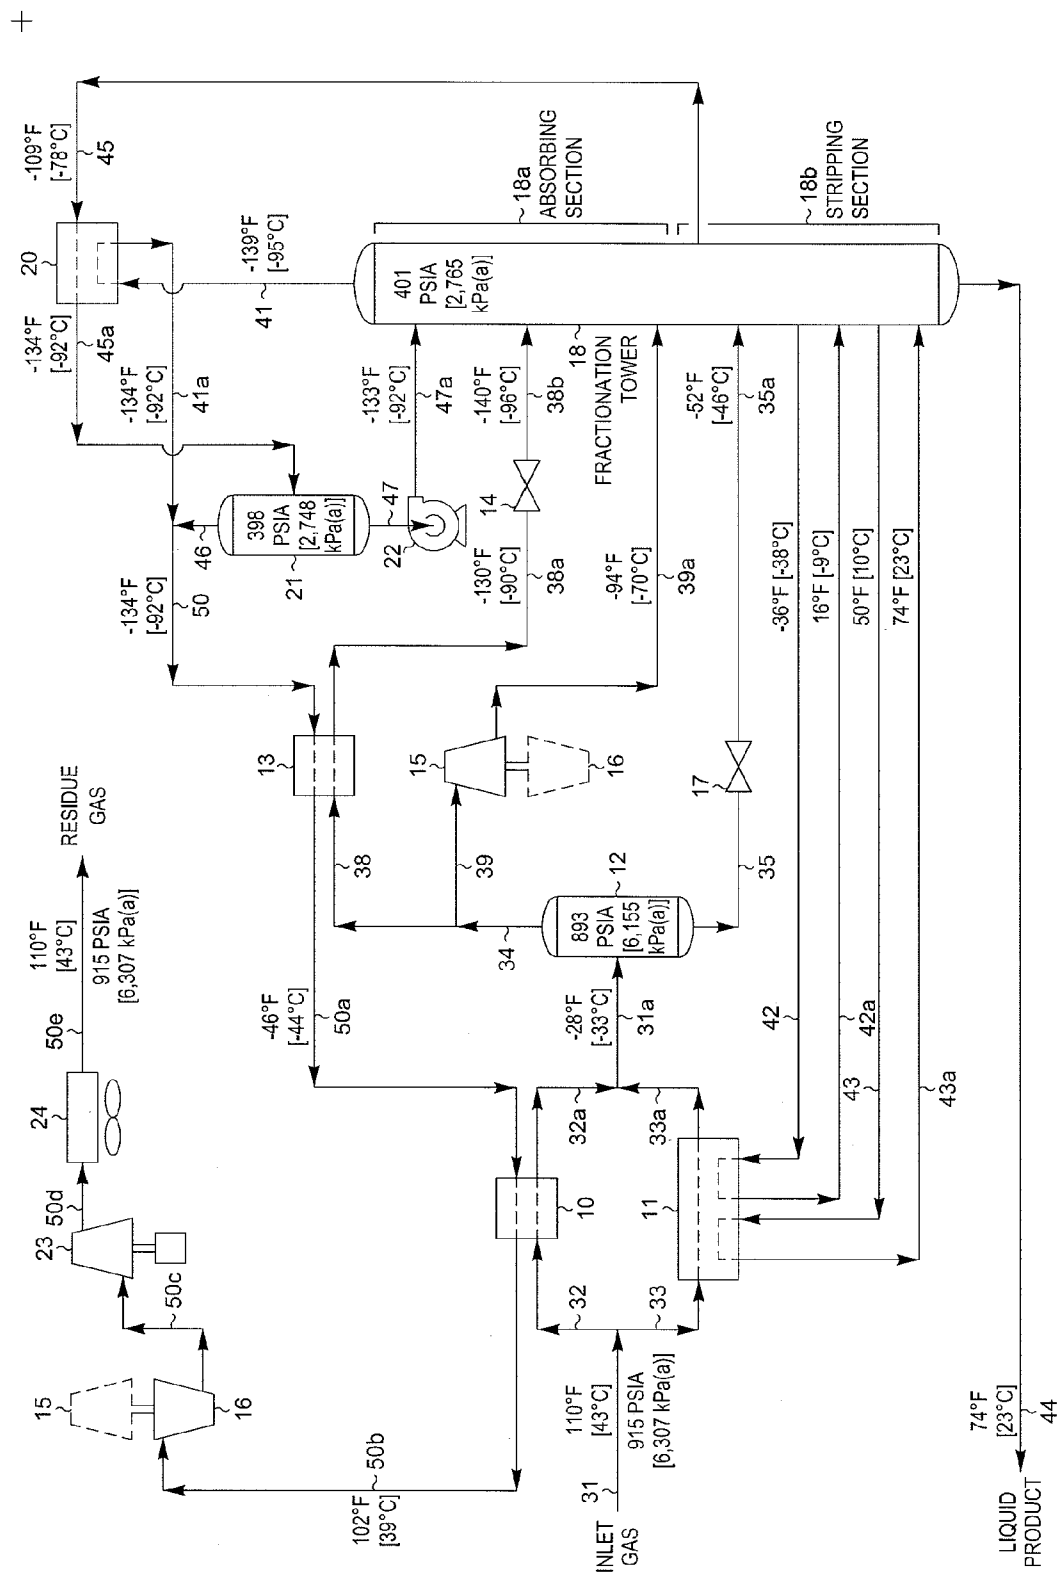 RESIDUE
GAS
110°F
[43°C]
915 PSIA
[6,307 kPa(a)]
50e
24
50d
23
50c
15
16
50b
102°F
[39°C]
-109°F
[-78°C]
45
20
-134°F
[-92°C]
45a
-139°F
[-95°C]
41
-134°F
[-92°C]
41a
-134°F
[-92°C]
50
46
398
PSIA
[2,748
kPa(a)]
21
47
22
-133°F
[-92°C]
47a
-140°F
[-96°C]
38b
14
-130°F
[-90°C]
38a
13
38
-46°F
[-44°C]
50a
15
16
39
-94°F
[-70°C]
39a
401
PSIA
[2,765
kPa(a)]
18
FRACTIONATION
TOWER
18a
ABSORBING
SECTION
18b
STRIPPING
SECTION
-52°F
[-46°C]
35a
17
35
893
PSIA
[6,155
kPa(a)]
12
34
-28°F
[-33°C]
31a
32a
33a
10
11
32
33
INLET
GAS
31
110°F
[43°C]
915 PSIA
[6,307 kPa(a)]
-36°F [-38°C]
16°F [-9°C]
50°F [10°C]
74°F [23°C]
42
42a
43
43a
74°F
[23°C]
44
LIQUID
PRODUCT